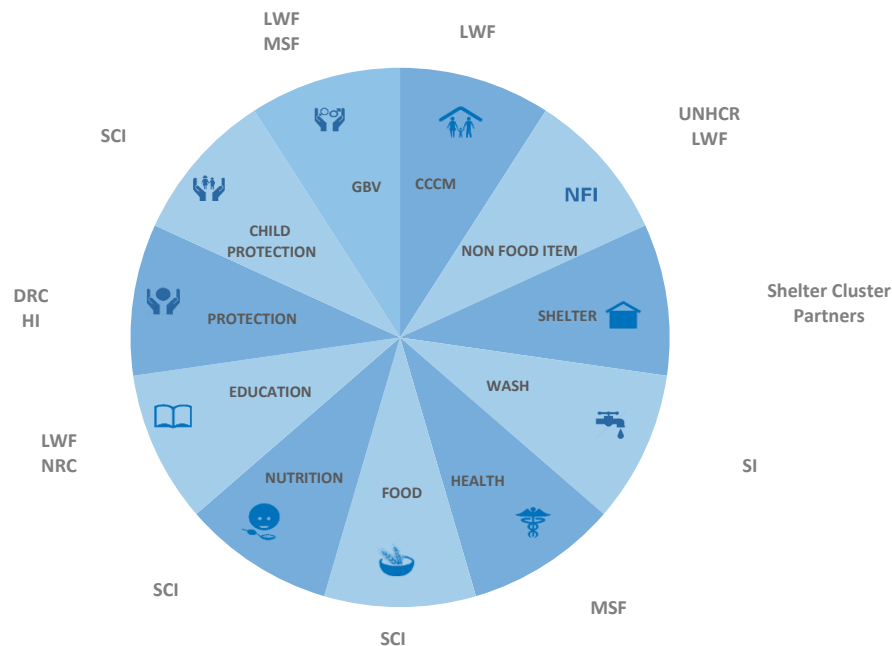 LWF
MSF
LWF
UNHCR
LWF
SCI
GBV
CCCM
NFI
CHILD
PROTECTION
NON FOOD ITEM
DRC
HI
PROTECTION
SHELTER
Shelter Cluster
Partners
EDUCATION
WASH
LWF
NRC
SI
NUTRITION
FOOD
HEALTH
SCI
SCI
MSF